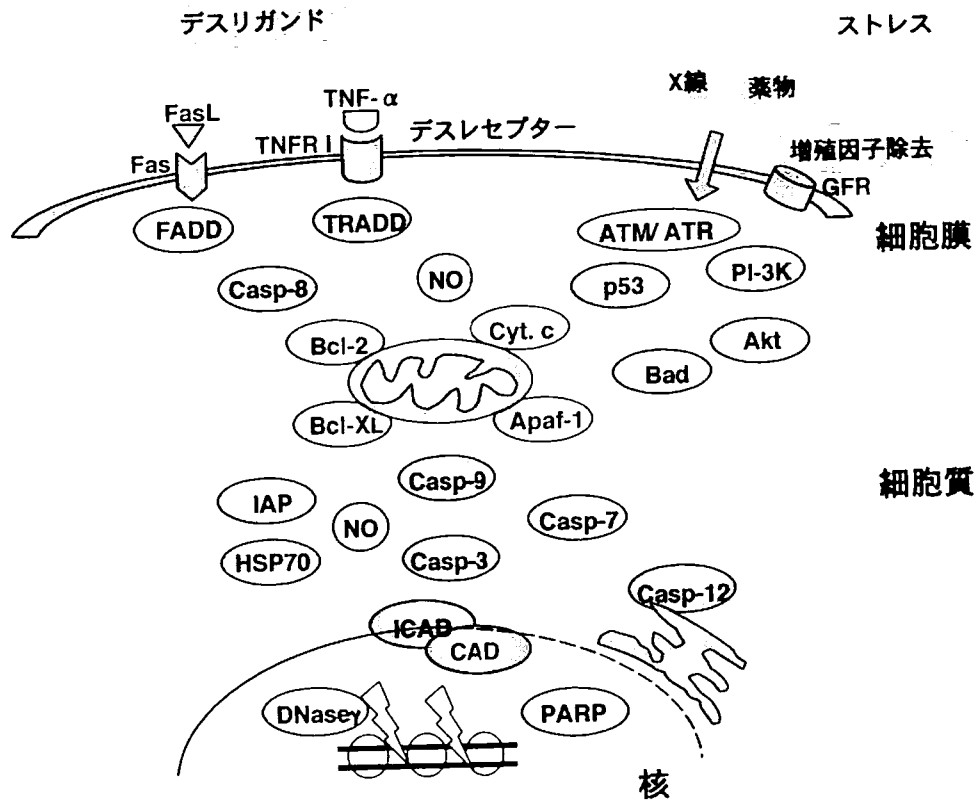 デスリガンド
ストレス
X線
薬物
TNF-α
FasL
デスレセプター
TNFR I
増殖因子除去
Fas
GFR
FADD
TRADD
ATM/ATR
細胞膜
NO
PI-3K
Casp-8
p53
Cyt. c
Bcl-2
Akt
Bad
Bcl-XL
Apaf-1
Casp-9
細胞質
IAP
NO
Casp-7
HSP70
Casp-3
Casp-12
ICAD
CAD
DNaseγ
PARP
核